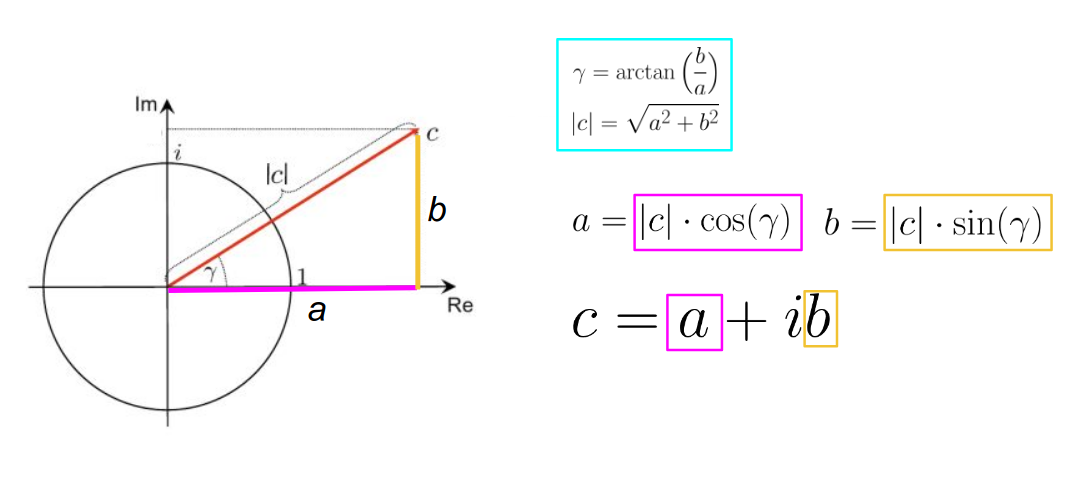 Im
i
c
|c|
b
γ
1
a
Re
γ = arctan (b/a)
|c| = √(a² + b²)
a = |c| · cos(γ)
b = |c| · sin(γ)
c = a + ib